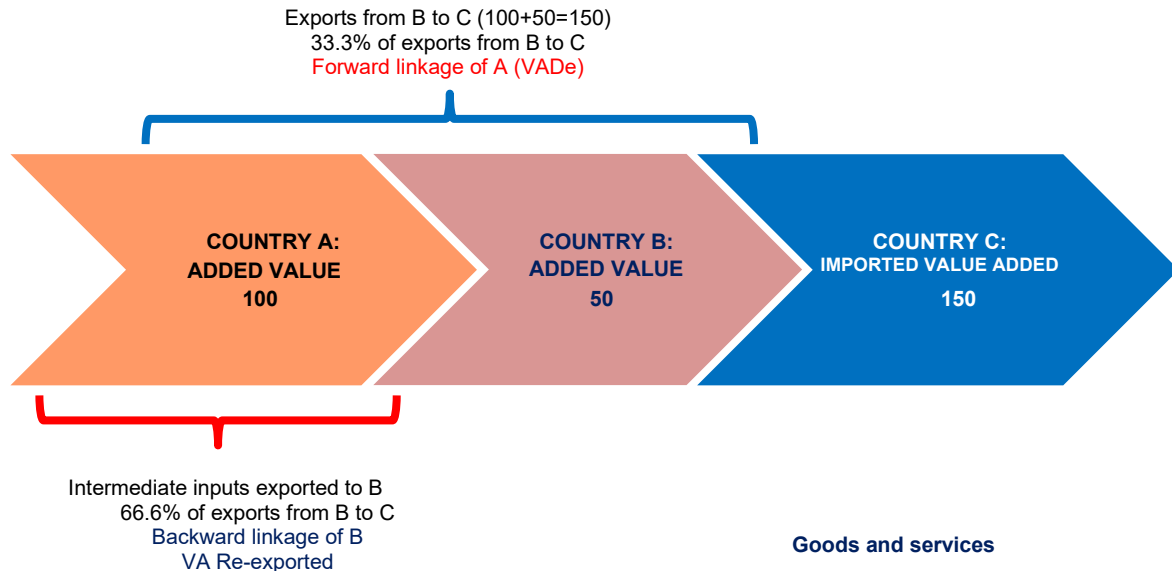 Exports from B to C (100+50=150)
33.3% of exports from B to C
Forward linkage of A (VADe)
COUNTRY A:
ADDED VALUE
100
COUNTRY B:
ADDED VALUE
50
COUNTRY C:
IMPORTED VALUE ADDED
150
Intermediate inputs exported to B
66.6% of exports from B to C
Backward linkage of B
VA Re-exported
Goods and services